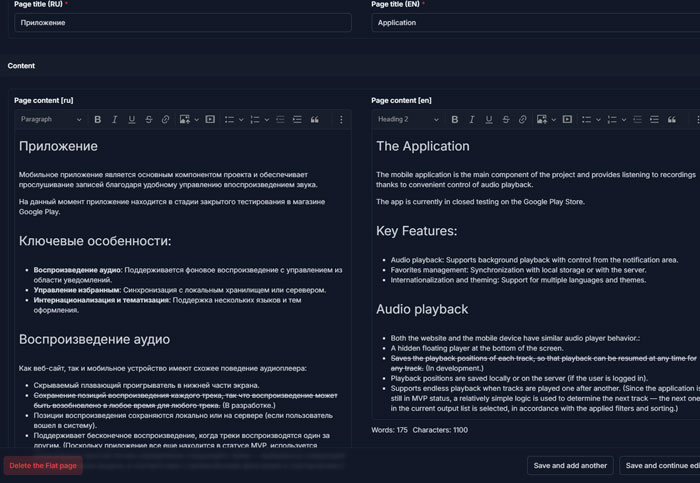 Page title (RU) *
Page title (EN) *
Приложение
Application
Content
Page content [ru]
Paragraph
Приложение
Мобильное приложение является основным компонентом проекта и обеспечивает
прослушивание записей благодаря удобному управлению воспроизведением звука.
На данный момент приложение находится в стадии закрытого тестирования в магазине
Google Play.
Ключевые особенности:
Воспроизведение аудио: Поддерживается фоновое воспроизведение с управлением из
области уведомлений.
Управление избранным: Синхронизация с локальным хранилищем или сервером.
Интернационализация и тематизация: Поддержка нескольких языков и тем
оформления.
Воспроизведение аудио
Как веб-сайт, так и мобильное устройство имеют схожее поведение аудиоплеера:
Скрываемый плавающий проигрыватель в нижней части экрана.
Сохранение позиций воспроизведения каждого трека, так что воспроизведение может
быть возобновлено в любое время для любого трека. (В разработке.)
Позиции воспроизведения сохраняются локально или на сервере (если пользователь
вошел в систему).
Поддерживает бесконечное воспроизведение, когда треки воспроизводятся один за
другим. (Поскольку приложение все еще находится в статусе MVP, используется
Page content [en]
Heading 2
The Application
The mobile application is the main component of the project and provides listening to recordings
thanks to convenient control of audio playback.
The app is currently in closed testing on the Google Play Store.
Key Features:
Audio playback: Supports background playback with control from the notification area.
Favorites management: Synchronization with local storage or with the server.
Internationalization and theming: Support for multiple languages and themes.
Audio playback
Both the website and the mobile device have similar audio player behavior.:
A hidden floating player at the bottom of the screen.
Saves the playback positions of each track, so that playback can be resumed at any time for
any track. (In development.)
Playback positions are saved locally or on the server (if the user is logged in).
Supports endless playback when tracks are played one after another. (Since the application is
still in MVP status, a relatively simple logic is used to determine the next track — the next one
in the current output list is selected, in accordance with the applied filters and sorting.)
Words: 175 Characters: 1100
Delete the Flat page
Save and add another
Save and continue edi